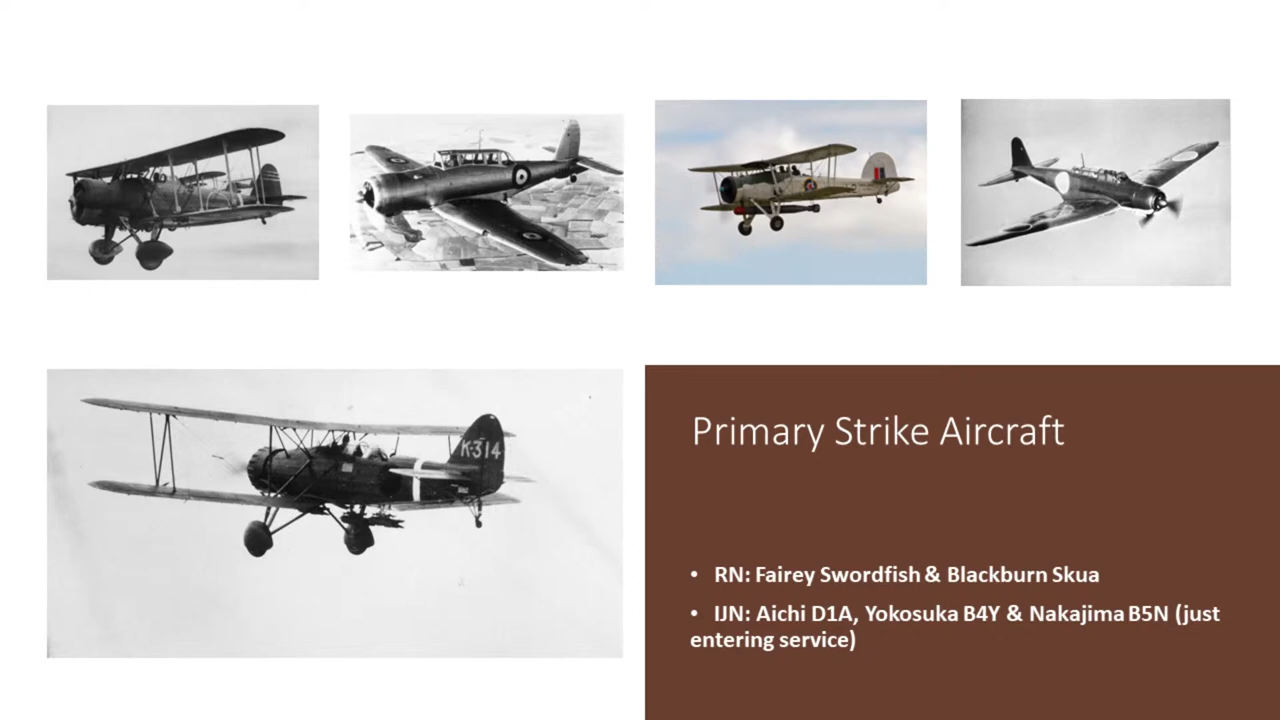 K-314
Primary Strike Aircraft
• RN: Fairey Swordfish & Blackburn Skua
• IJN: Aichi D1A, Yokosuka B4Y & Nakajima B5N (just
entering service)